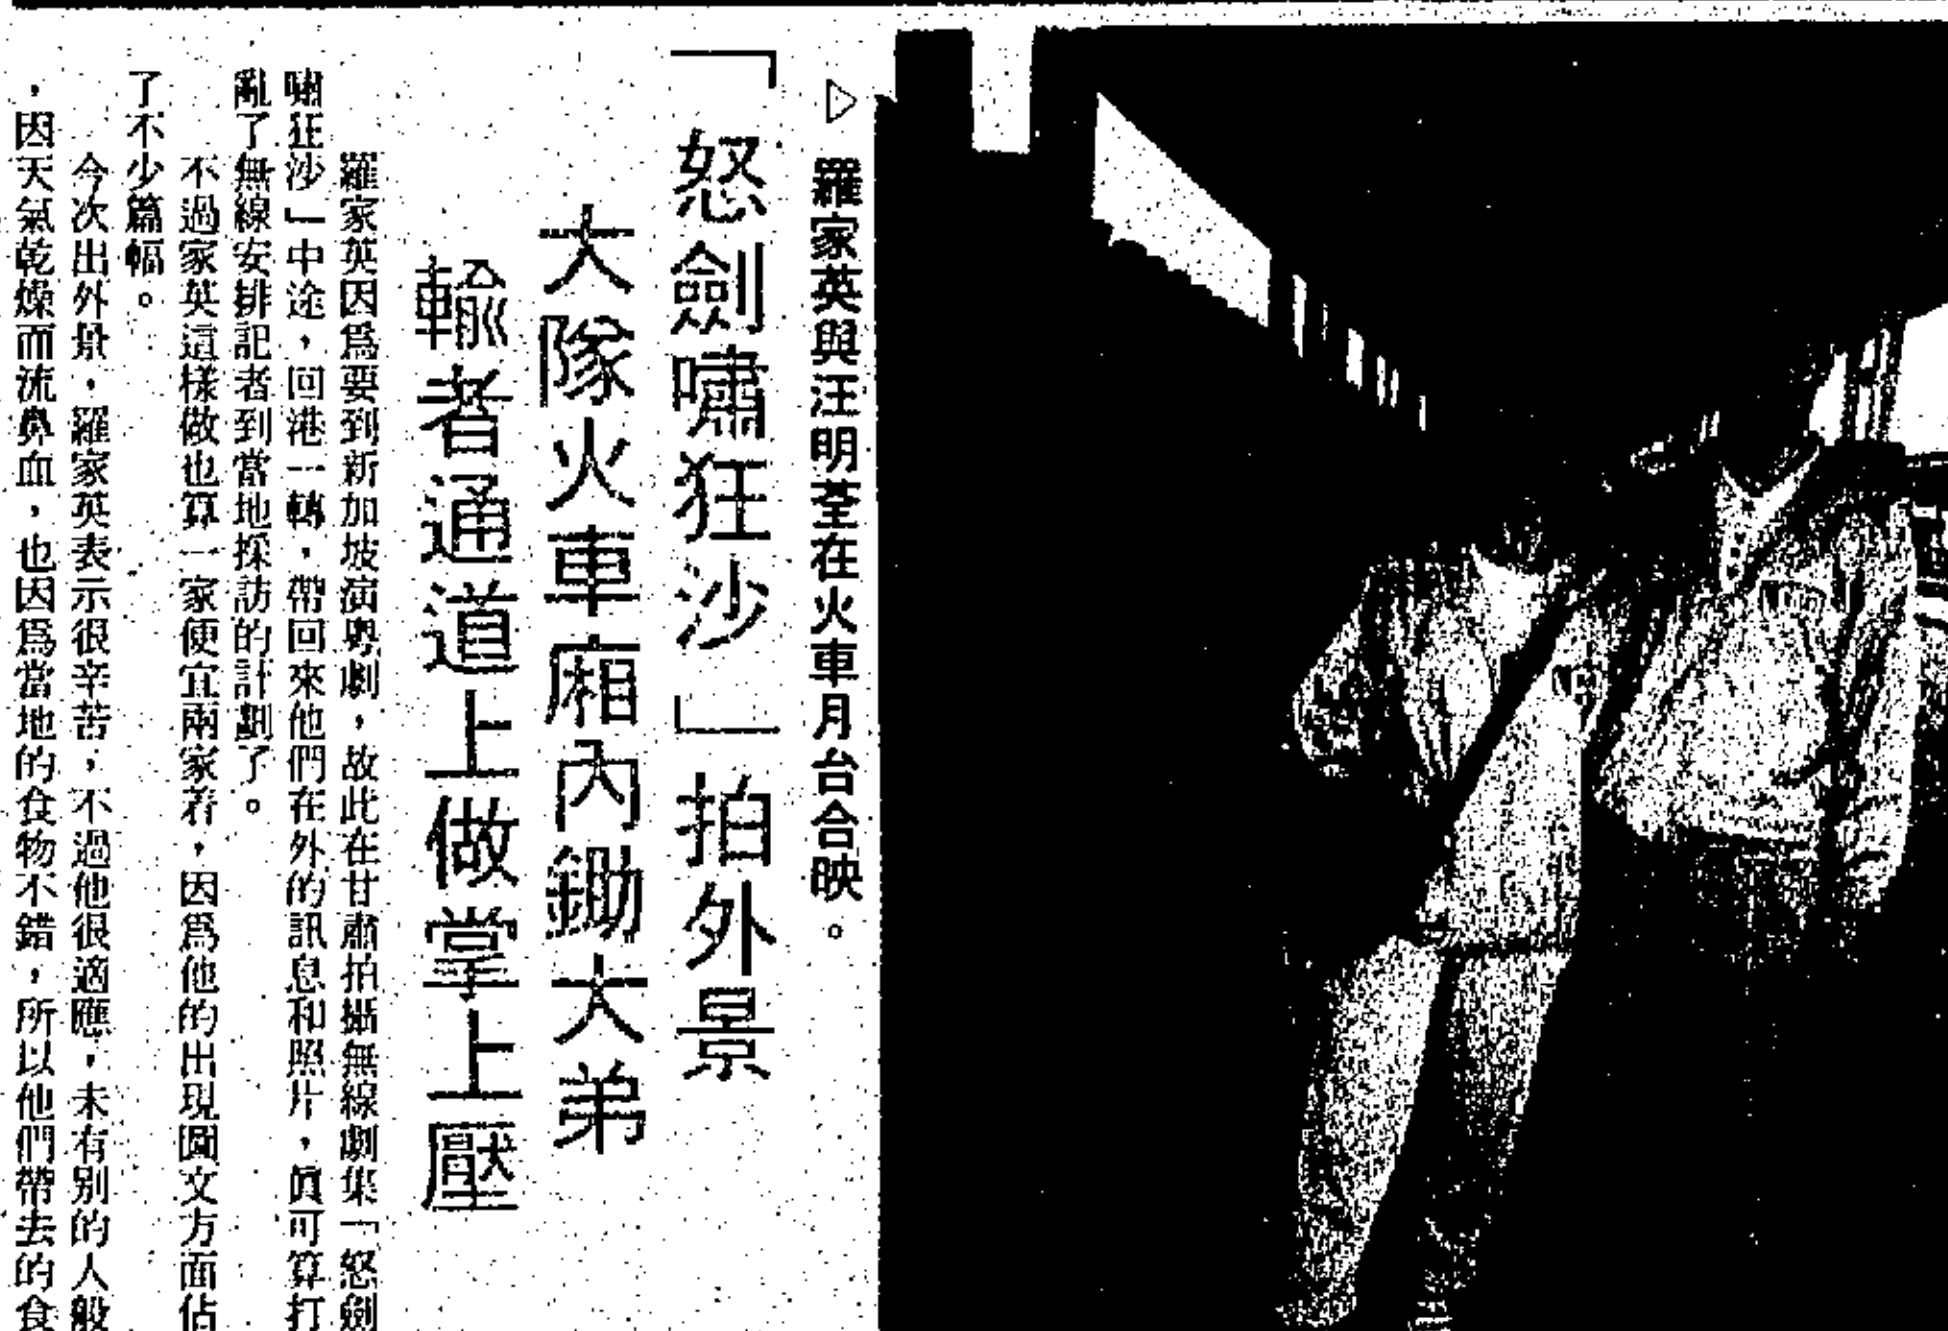 ▷羅家英與汪明荃在火車月台合映。
「怒劍嘯狂沙」拍外景
大隊火車廂內鋤大弟
輸者通道上做掌上壓
羅家英因爲要到新加坡演粵劇，故此在甘肅拍攝無線劇集「怒劍
嘯狂沙」中途，回港一轉，帶回來他們在外的訊息和照片，眞可算打
亂了無線安排記者到當地採訪的計劃了。
不過家英這樣做也算一家便宜兩家着，因爲他的出現圖文方面佔
了不少篇幅。
今次出外景，羅家英表示很辛苦，不過他很適應，未有別的人般
，因天氣乾燥而流鼻血，也因爲當地的食物不錯，所以他們帶去的食